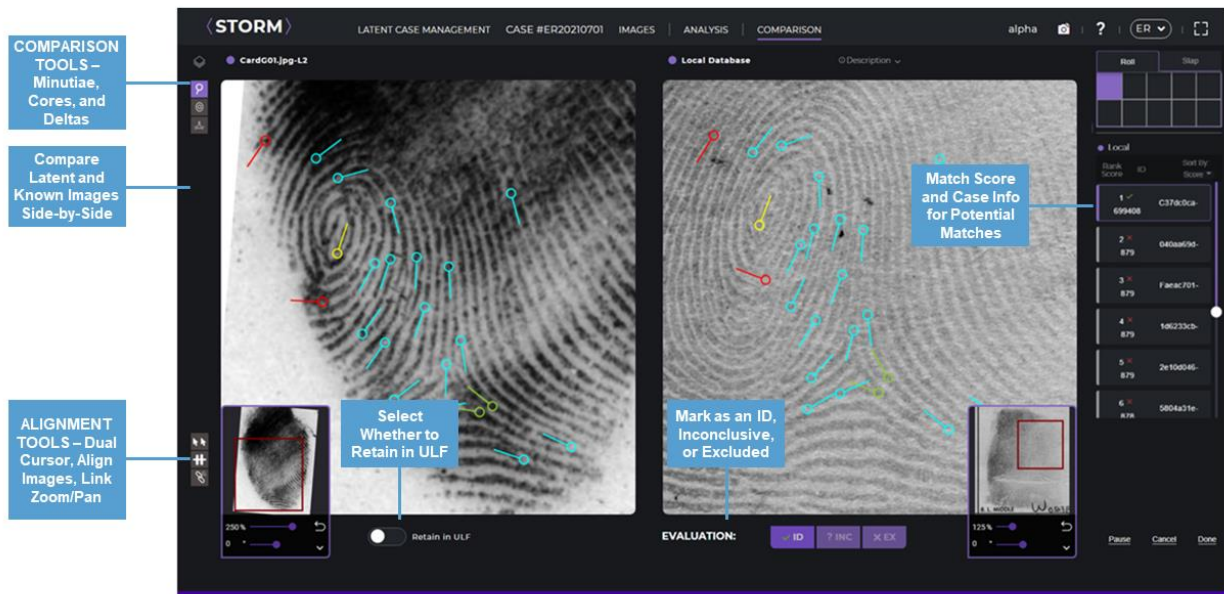 ⟨STORM⟩
LATENT CASE MANAGEMENT CASE #ER20210701 IMAGES ANALYSIS COMPARISON
alpha ? ER
COMPARISON
TOOLS –
Minutiae,
Cores, and
Deltas
Compare
Latent and
Known Images
Side-by-Side
ALIGNMENT
TOOLS – Dual
Cursor, Align
Images, Link
Zoom/Pan
CardG01.jpg-L2
Local Database
Description
Roll Slap
Local
Rank ID Sort By
Score Score
1
699408 C37dc0ca-
2
879 040aa69d-
3
879 Faeac701-
4
879 1d6233cb-
5
879 2e10d046-
6
878 5804a31e-
Match Score
and Case Info
for Potential
Matches
Select
Whether to
Retain in ULF
Mark as an ID,
Inconclusive,
or Excluded
250%
0 °
Retain in ULF
EVALUATION: ID ? INC X EX
R. L. MIDDLE
125%
0 °
Pause Cancel Done